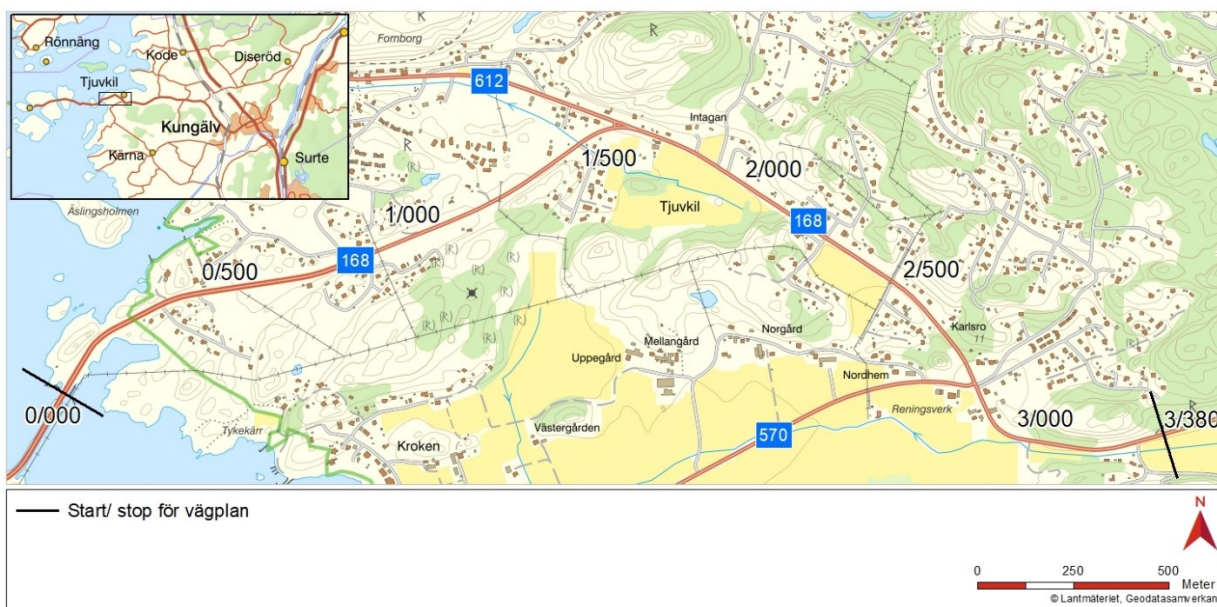 Rönnäng
Kode
Diseröd
Tjuvkil
Kungälv
Kärna
Surte
Fornborg
R
612
Intagan
R
(R)
1/500
2/000
Äslingsholmen
1/000
Tjuvkil
168
168
0/500
(R)
(R)
(R)
(R)
(R)
(R)
(R)
2/500
Karlsro
11
Norgård
Mellangård
Uppegård
Nordhem
0/000
Tykekärr
Kroken
Västergården
570
Reningsverk
3/000
R
3/380
Start/ stop för vägplan
N
0 250 500 Meter
© Lantmäteriet, Geodatasamverkan